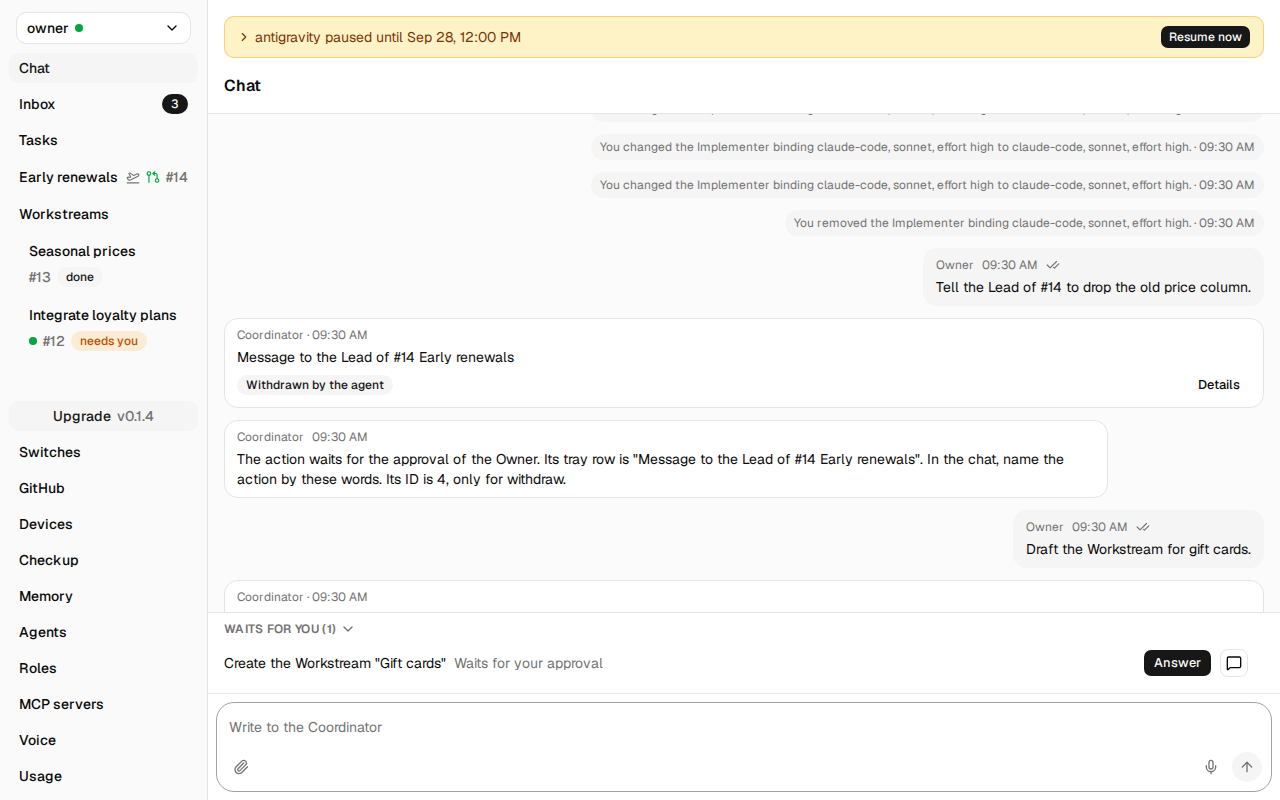 owner
Chat
Inbox 3
Tasks
Early renewals #14
Workstreams
Seasonal prices
#13 done
Integrate loyalty plans
#12 needs you
Upgrade v0.1.4
Switches
GitHub
Devices
Checkup
Memory
Agents
Roles
MCP servers
Voice
Usage
antigravity paused until Sep 28, 12:00 PM
Resume now
Chat
You changed the Implementer binding claude-code, sonnet, effort high to claude-code, sonnet, effort high. · 09:30 AM
You changed the Implementer binding claude-code, sonnet, effort high to claude-code, sonnet, effort high. · 09:30 AM
You removed the Implementer binding claude-code, sonnet, effort high. · 09:30 AM
Owner 09:30 AM
Tell the Lead of #14 to drop the old price column.
Coordinator · 09:30 AM
Message to the Lead of #14 Early renewals
Withdrawn by the agent
Details
Coordinator 09:30 AM
The action waits for the approval of the Owner. Its tray row is "Message to the Lead of #14 Early renewals". In the chat, name the
action by these words. Its ID is 4, only for withdraw.
Owner 09:30 AM
Draft the Workstream for gift cards.
Coordinator · 09:30 AM
WAITS FOR YOU (1)
Create the Workstream "Gift cards" Waits for your approval
Answer
Write to the Coordinator